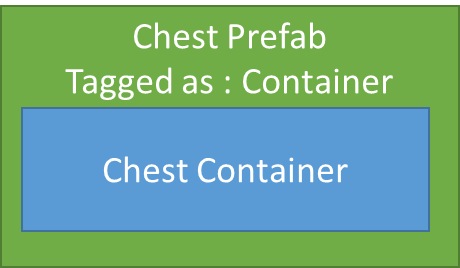 Chest Prefab
Tagged as : Container
Chest Container